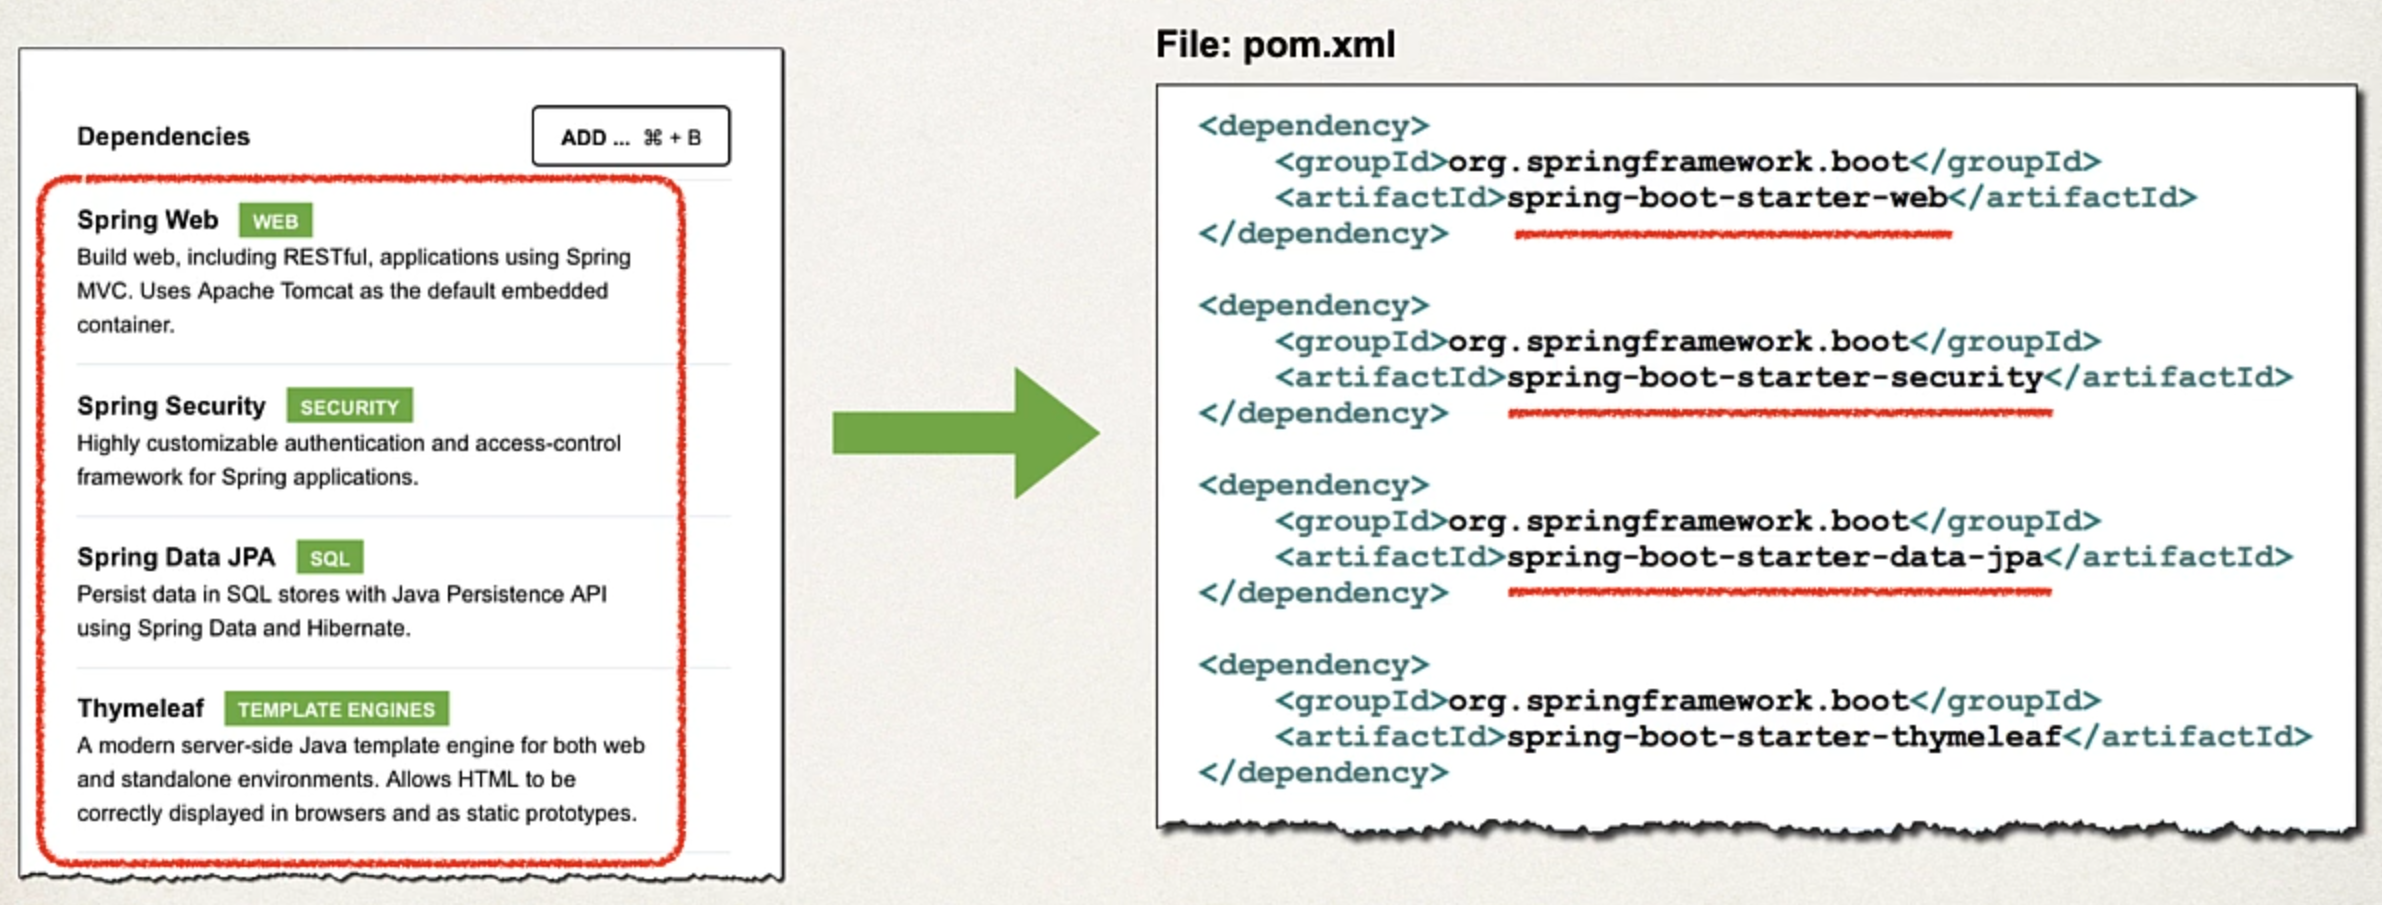 Dependencies
ADD ... ⌘ + B
Spring Web WEB
Build web, including RESTful, applications using Spring
MVC. Uses Apache Tomcat as the default embedded
container.
Spring Security SECURITY
Highly customizable authentication and access-control
framework for Spring applications.
Spring Data JPA SQL
Persist data in SQL stores with Java Persistence API
using Spring Data and Hibernate.
Thymeleaf TEMPLATE ENGINES
A modern server-side Java template engine for both web
and standalone environments. Allows HTML to be
correctly displayed in browsers and as static prototypes.
File: pom.xml
<dependency>
<groupId>org.springframework.boot</groupId>
<artifactId>spring-boot-starter-web</artifactId>
</dependency>
<dependency>
<groupId>org.springframework.boot</groupId>
<artifactId>spring-boot-starter-security</artifactId>
</dependency>
<dependency>
<groupId>org.springframework.boot</groupId>
<artifactId>spring-boot-starter-data-jpa</artifactId>
</dependency>
<dependency>
<groupId>org.springframework.boot</groupId>
<artifactId>spring-boot-starter-thymeleaf</artifactId>
</dependency>